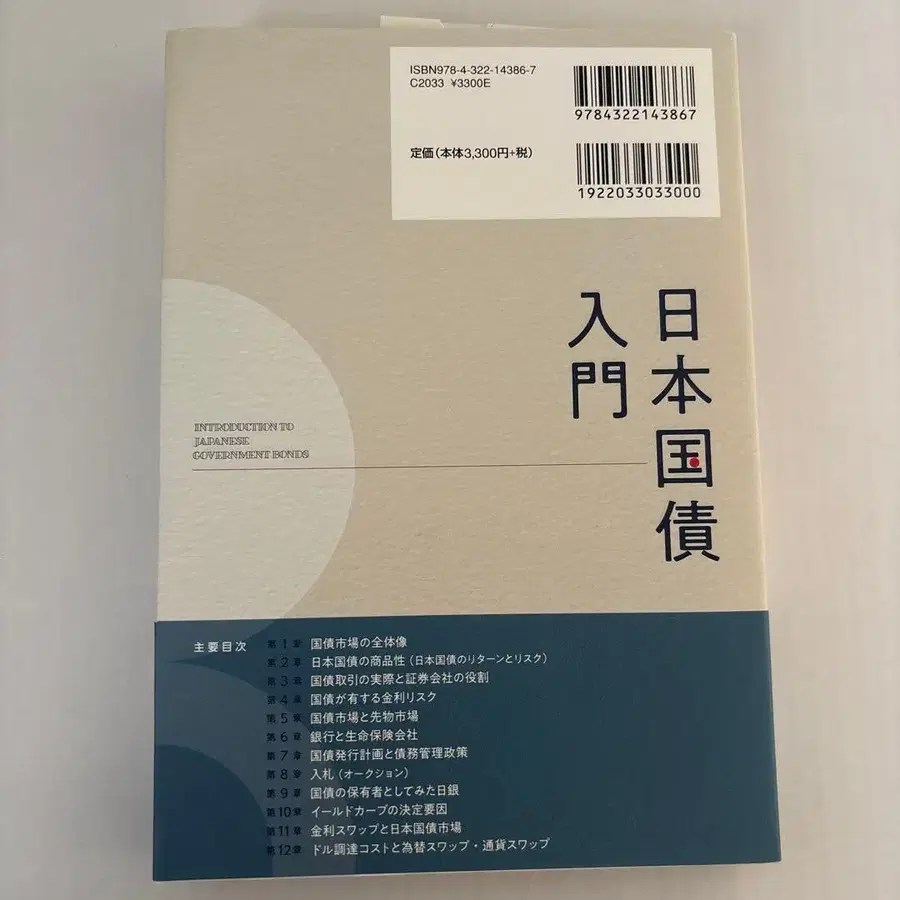 ISBN978-4-322-14386-7
C2033 ¥3300E
9784322143867
定価(本体3,300円+税)
1922033033000
日本国債
入門
INTRODUCTION TO
JAPANESE
GOVERNMENT BONDS
主要目次
第1章 国債市場の全体像
第2章 日本国債の商品性(日本国債のリターンとリスク)
第3章 国債取引の実際と証券会社の役割
第4章 国債が有する金利リスク
第5章 国債市場と先物市場
第6章 銀行と生命保険会社
第7章 国債発行計画と債務管理政策
第8章 入札(オークション)
第9章 国債の保有者としてみた日銀
第10章 イールドカーブの決定要因
第11章 金利スワップと日本国債市場
第12章 ドル調達コストと為替スワップ・通貨スワップ